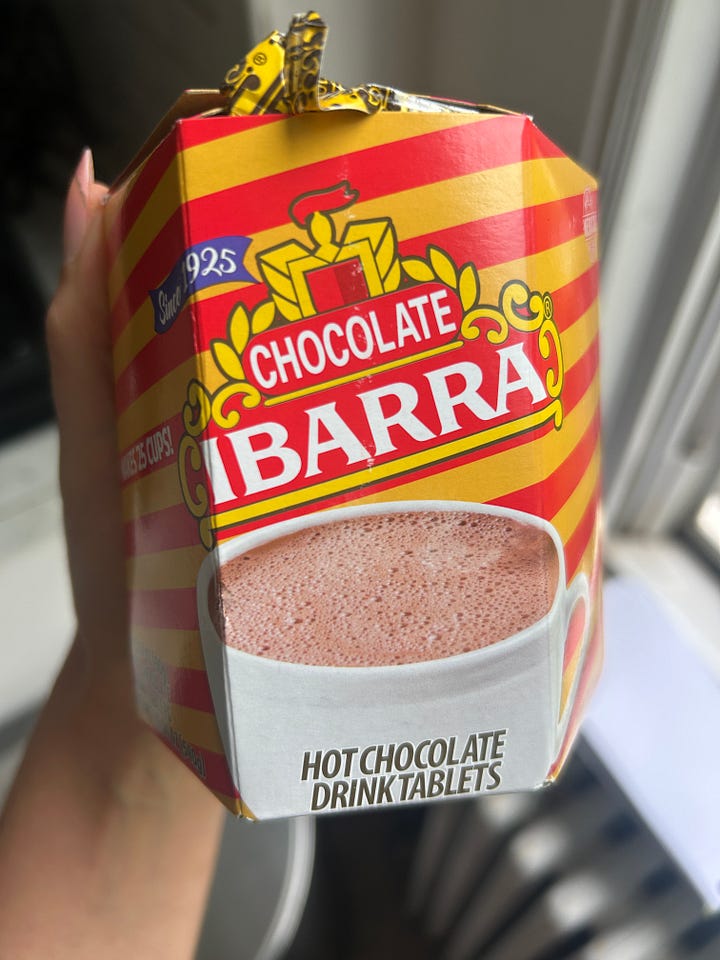 Since 1925
CHOCOLATE
IBARRA
®
MAKES 25 CUPS!
HOT CHOCOLATE
DRINK TABLETS